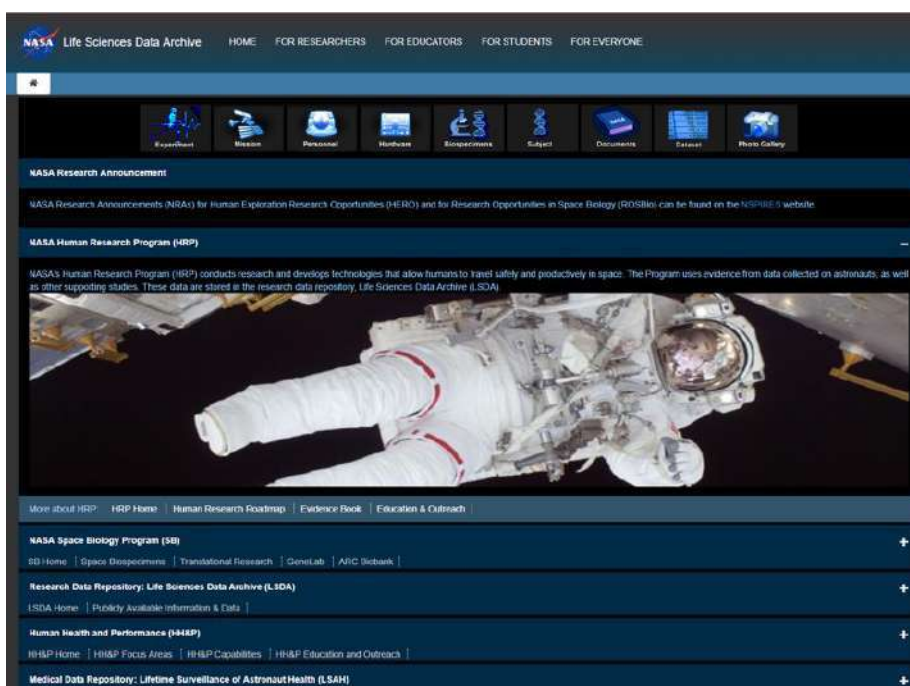 NASA Life Sciences Data Archive HOME FOR RESEARCHERS FOR EDUCATORS FOR STUDENTS FOR EVERYONE
Experiment Mission Personnel Hardware Biospecimens Subject Documents Dataset Photo Gallery
NASA Research Announcement
NASA Research Announcements (NRAs) for Human Exploration Research Opportunities (HERO) and for Research Opportunities in Space Biology (ROSBio) can be found on the NSPIRES website.
NASA Human Research Program (HRP) –
NASA's Human Research Program (HRP) conducts research and develops technologies that allow humans to travel safely and productively in space. The Program uses evidence from data collected on astronauts, as well
as other supporting studies. These data are stored in the research data repository, Life Sciences Data Archive (LSDA)
More about HRP: HRP Home | Human Research Roadmap | Evidence Book | Education & Outreach |
NASA Space Biology Program (SB) +
SB Home | Space Biospecimens | Translational Research | GeneLab | ARC Biobank |
Research Data Repository: Life Sciences Data Archive (LSDA) +
LSDA Home | Publicly Available Information & Data |
Human Health and Performance (HH&P) +
HH&P Home | HH&P Focus Areas | HH&P Capabilities | HH&P Education and Outreach |
Medical Data Repository: Lifetime Surveillance of Astronaut Health (LSAH) +